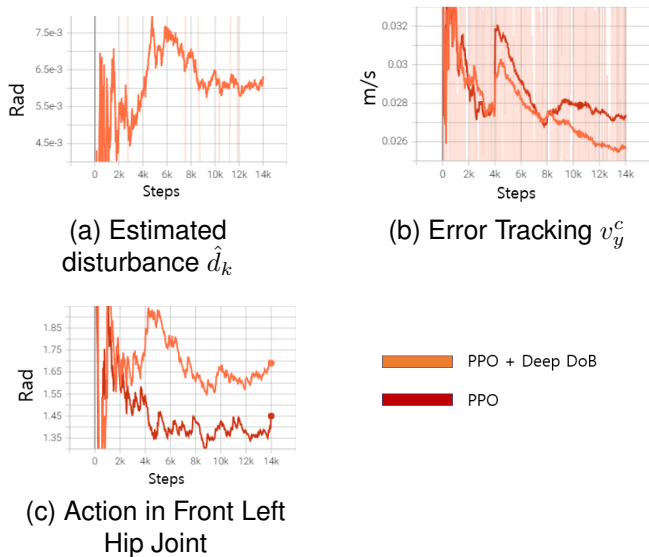 7.5e-3
6.5e-3
5.5e-3
4.5e-3
Rad
0 2k 4k 6k 8k 10k 12k 14k
Steps
(a) Estimated
disturbance d̂ₖ
0.032
0.03
0.028
0.026
m/s
0 2k 4k 6k 8k 10k 12k 14k
Steps
(b) Error Tracking v_y^c
1.85
1.75
1.65
1.55
1.45
1.35
Rad
0 2k 4k 6k 8k 10k 12k 14k
Steps
(c) Action in Front Left
Hip Joint
PPO + Deep DoB
PPO